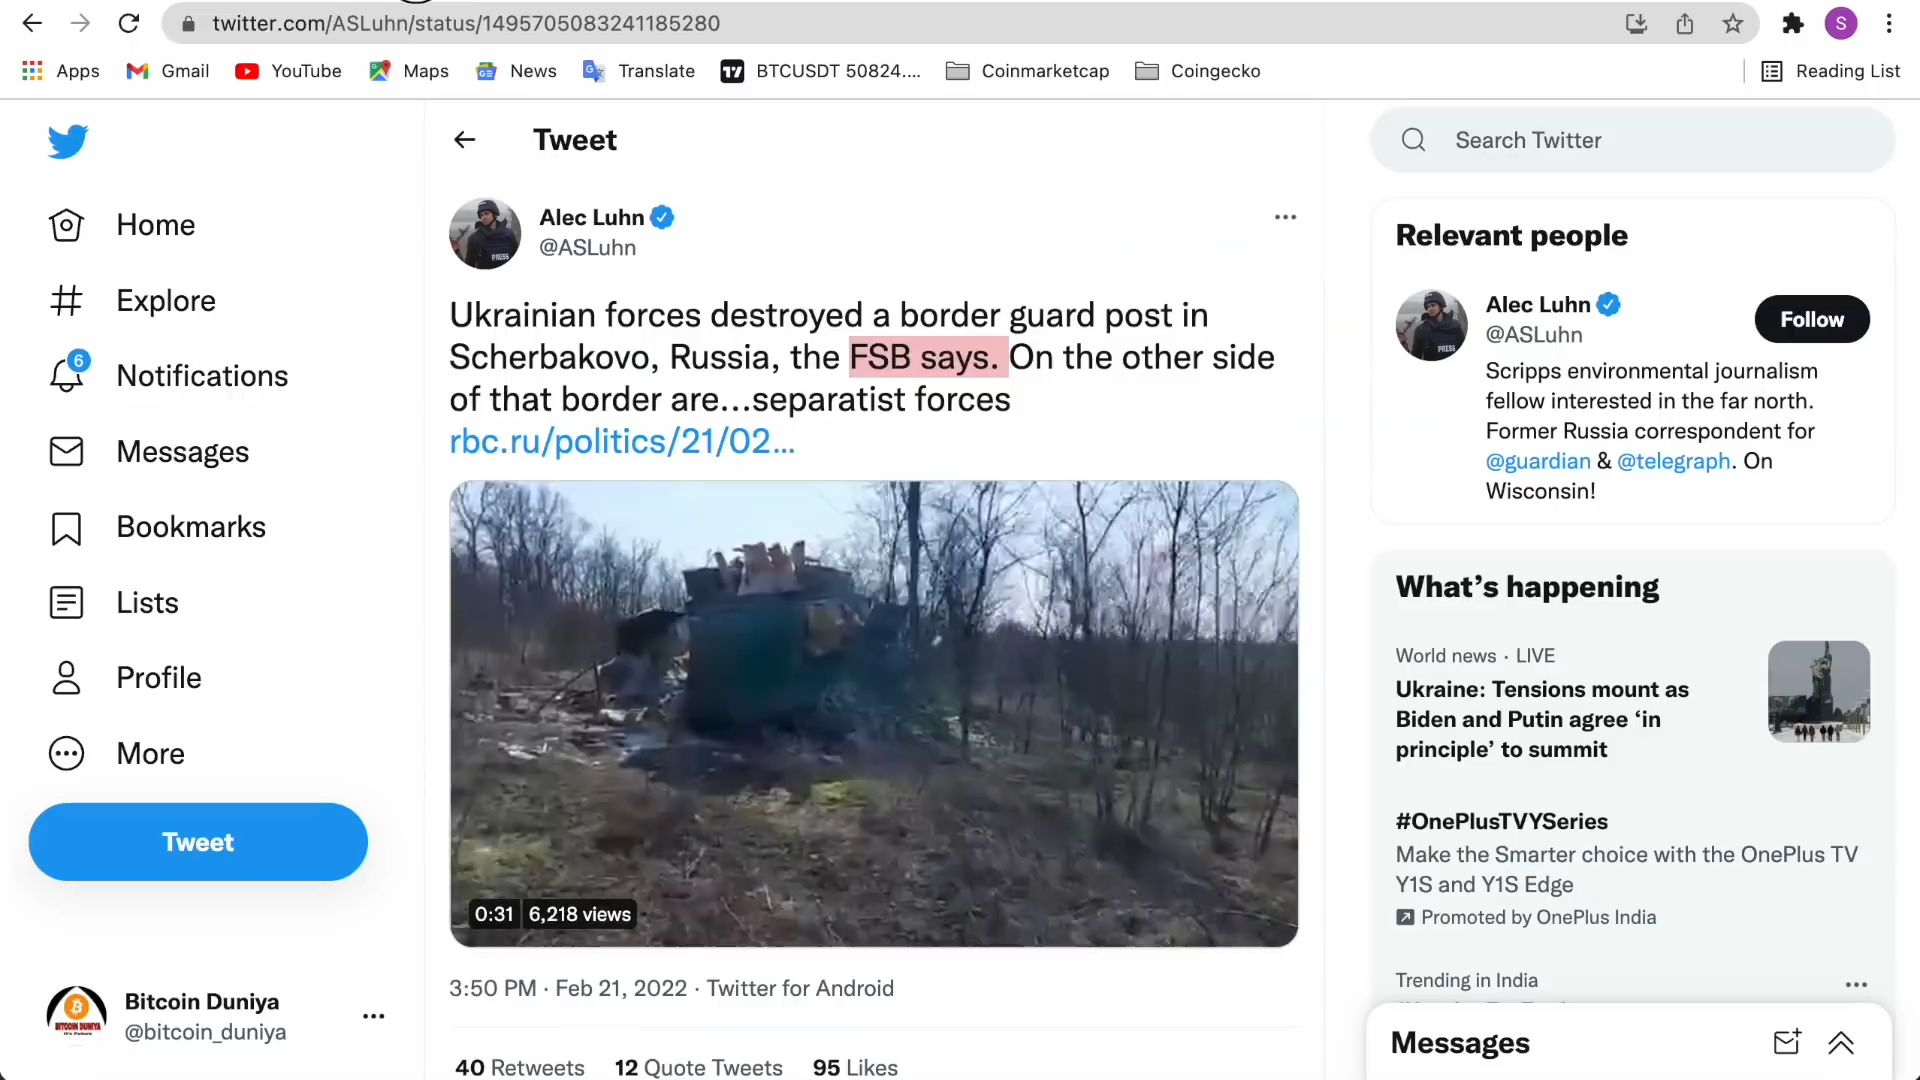 twitter.com/ASLuhn/status/1495705083241185280
S
Apps
Gmail
YouTube
Maps
News
Translate
BTCUSDT 50824....
Coinmarketcap
Coingecko
Reading List
Home
Explore
6
Notifications
Messages
Bookmarks
Lists
Profile
More
Tweet
Bitcoin Duniya
@bitcoin_duniya
Tweet
Alec Luhn
@ASLuhn
PRESS
Ukrainian forces destroyed a border guard post in
Scherbakovo, Russia, the FSB says. On the other side
of that border are...separatist forces
rbc.ru/politics/21/02...
0:31 6,218 views
3:50 PM · Feb 21, 2022 · Twitter for Android
40 Retweets 12 Quote Tweets 95 Likes
Search Twitter
Relevant people
Alec Luhn
@ASLuhn
PRESS
Follow
Scripps environmental journalism
fellow interested in the far north.
Former Russia correspondent for
@guardian & @telegraph. On
Wisconsin!
What’s happening
World news · LIVE
Ukraine: Tensions mount as
Biden and Putin agree ‘in
principle’ to summit
#OnePlusTVYSeries
Make the Smarter choice with the OnePlus TV
Y1S and Y1S Edge
Promoted by OnePlus India
Trending in India
Messages